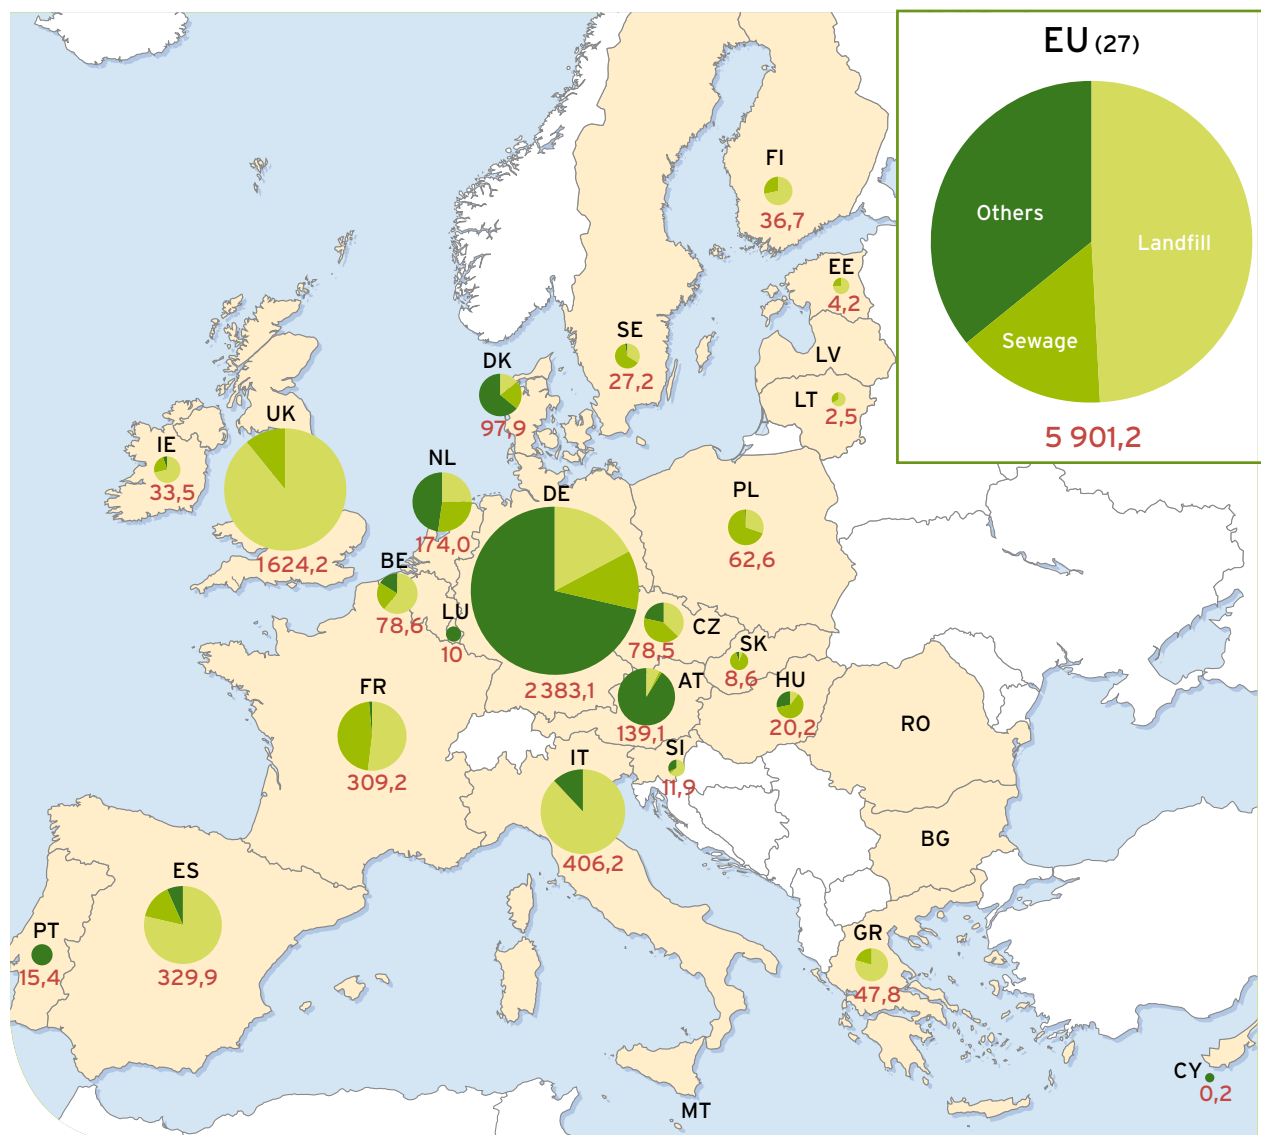 EU (27)
Others
Landfill
Sewage
5 901,2
FI
36,7
EE
4,2
SE
27,2
LV
DK
97,9
LT
2,5
UK
1624,2
IE
33,5
NL
174,0
DE
2383,1
PL
62,6
BE
78,6
LU
10
CZ
78,5
SK
8,6
AT
139,1
HU
20,2
FR
309,2
RO
SI
11,9
IT
406,2
BG
ES
329,9
PT
15,4
GR
47,8
CY
0,2
MT